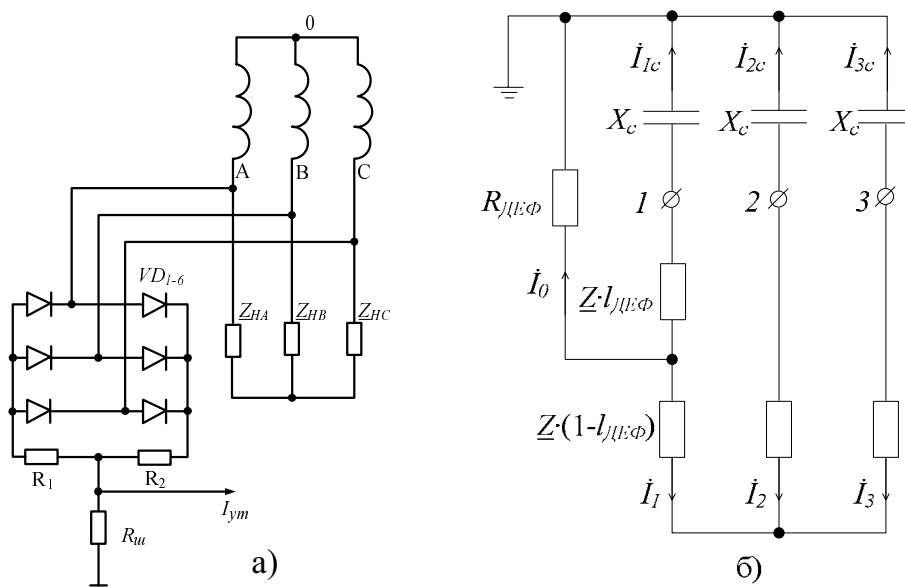 0
A
B
C
VD1-6
ZHA
ZHB
ZHC
R1
R2
Iут
Rш
а)
İ1c
İ2c
İ3c
Xc
Xc
Xc
RДЕФ
1
2
3
İ0
Z·lДЕФ
Z·(1-lДЕФ)
İ1
İ2
İ3
б)